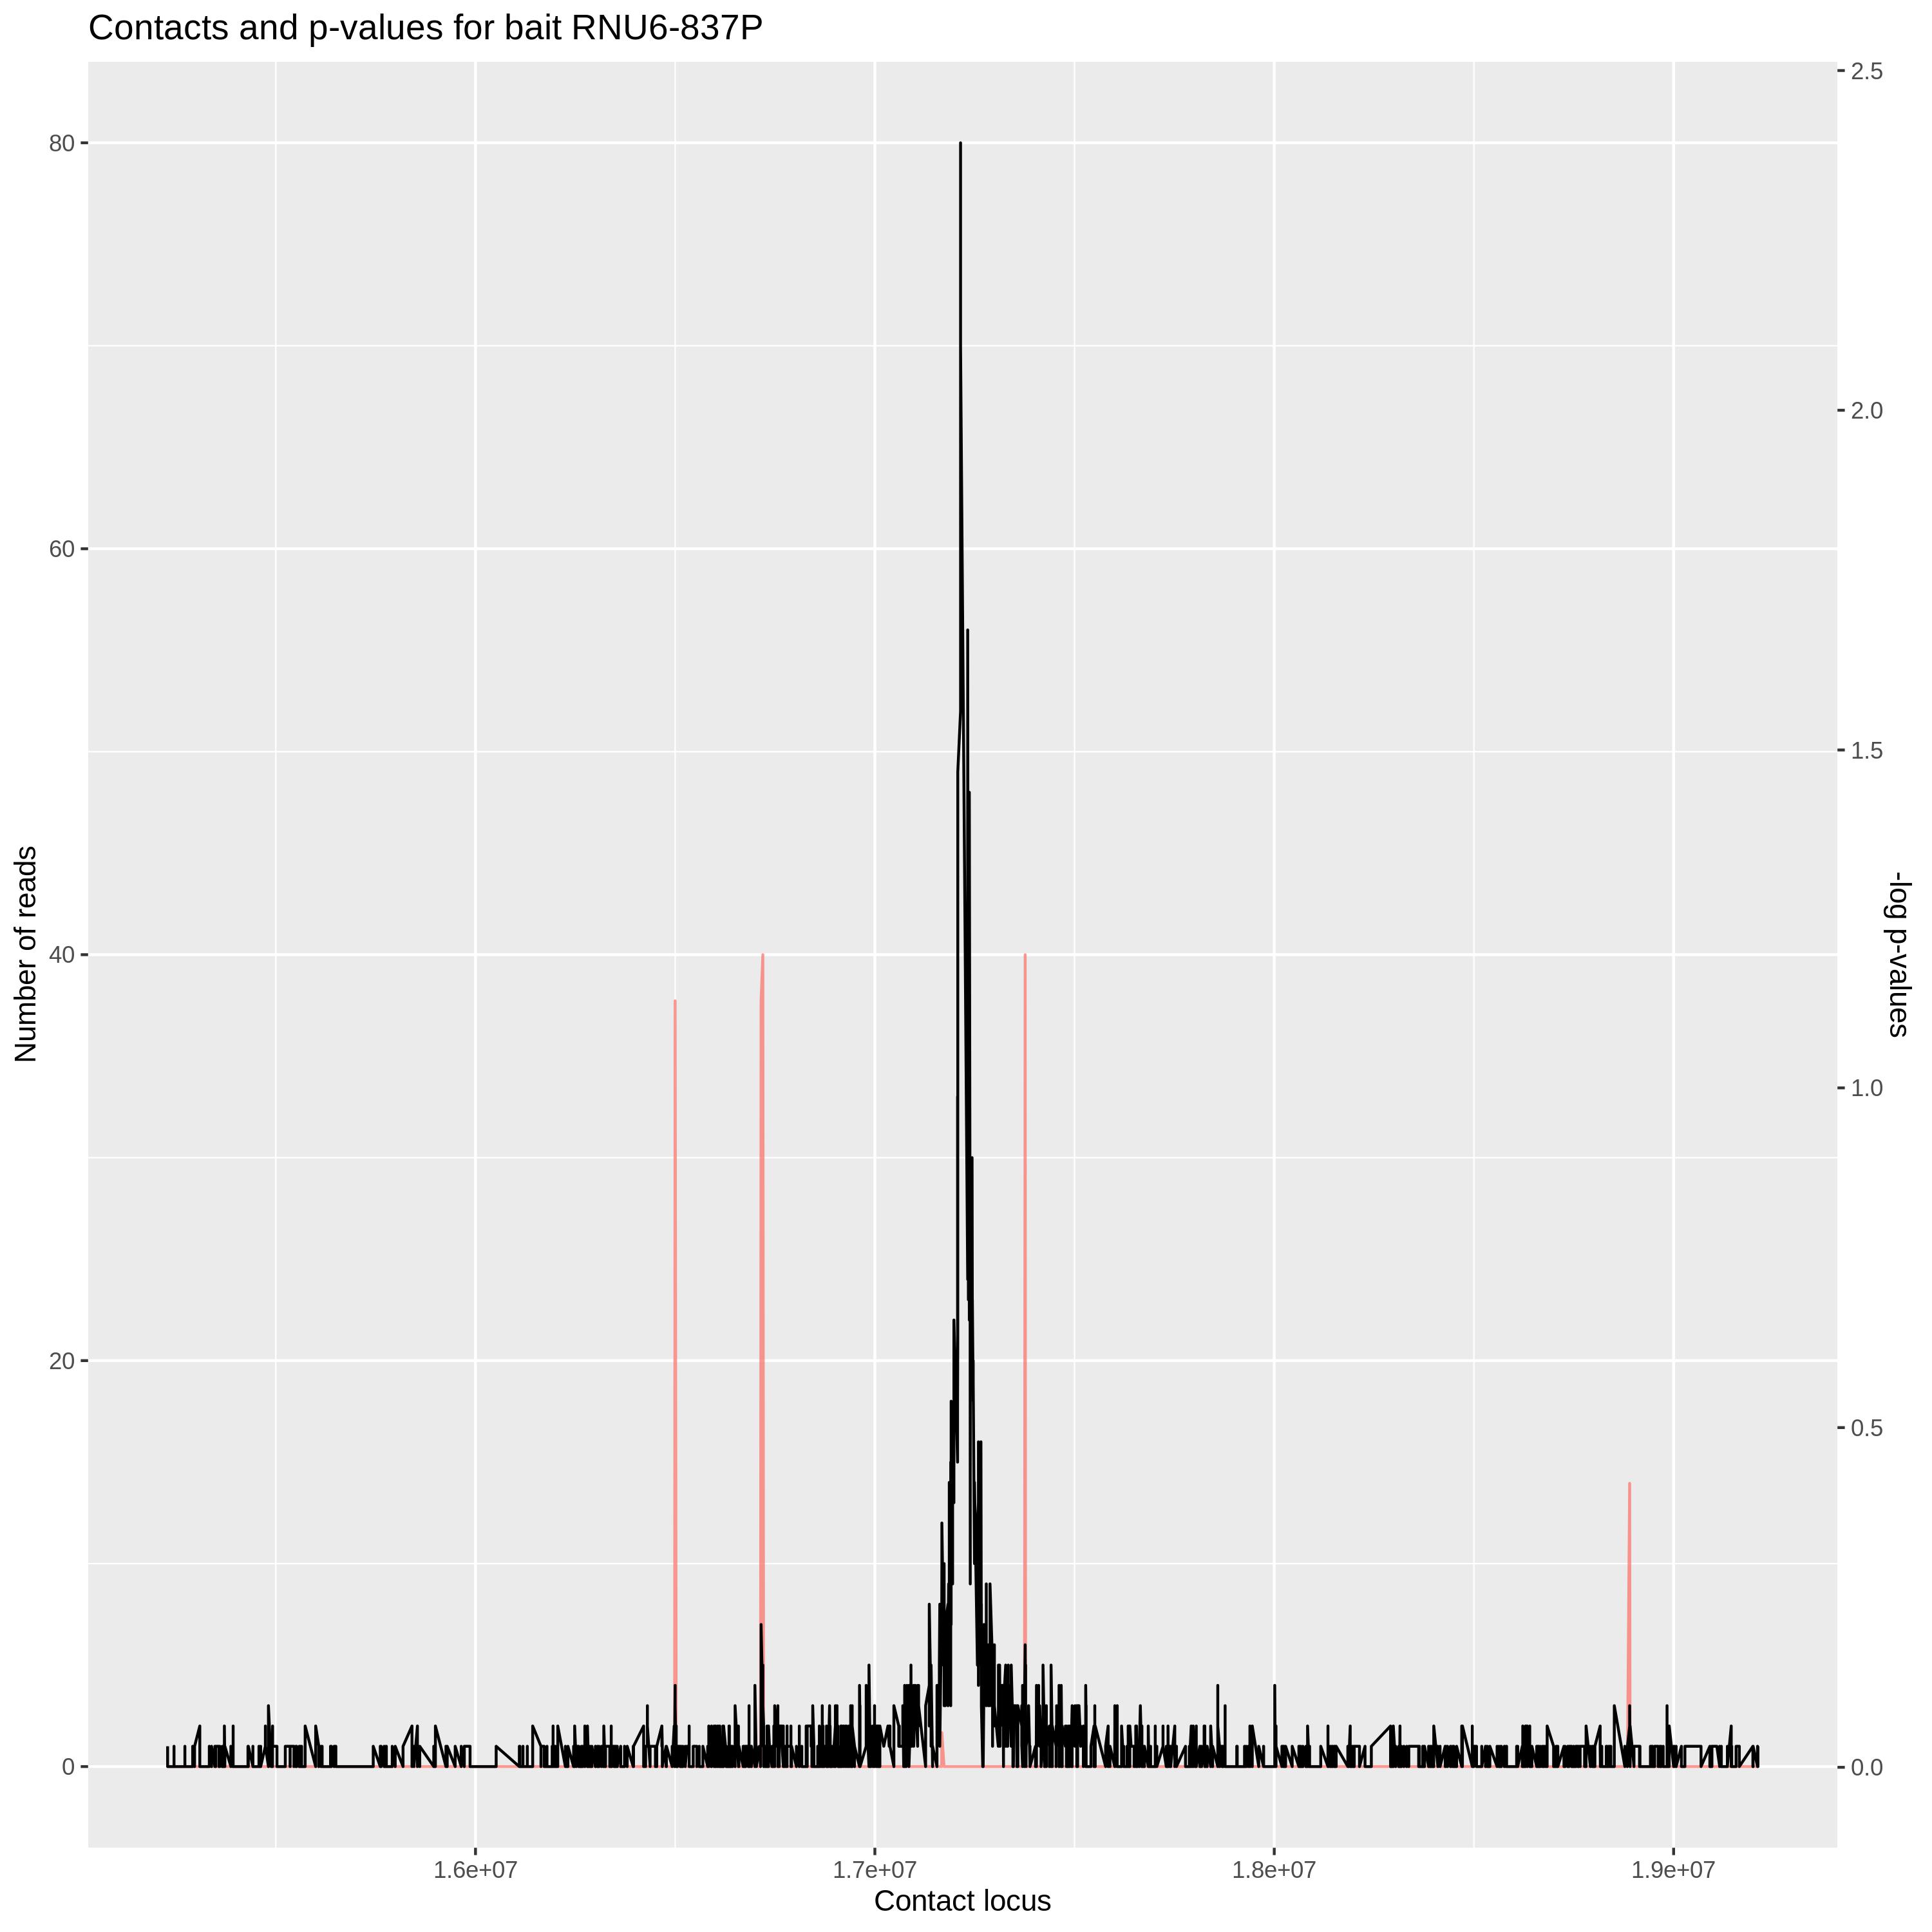 Contacts and p-values for bait RNU6-837P
80
60
40
20
0
Number of reads
2.5
2.0
1.5
1.0
0.5
0.0
-log p-values
1.6e+07
1.7e+07
1.8e+07
1.9e+07
Contact locus